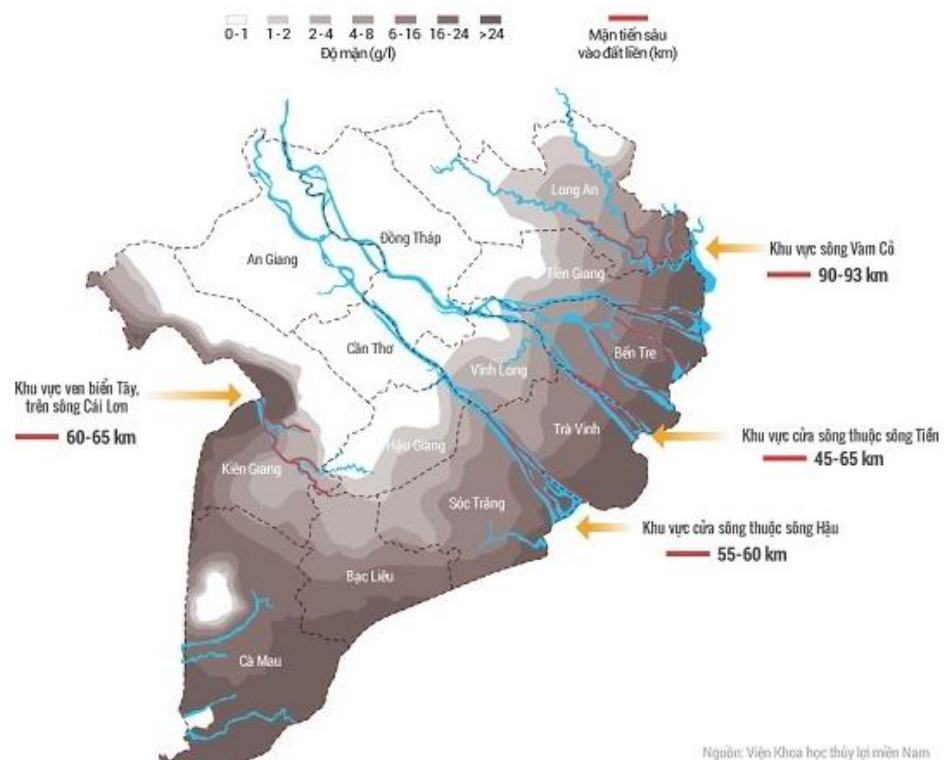 0-1 1-2 2-4 4-8 6-16 16-24 >24
Độ mặn (g/l)
Mặn tiến sâu
vào đất liền (km)
Long An
Đồng Tháp
An Giang
Tiền Giang
Khu vực sông Vàm Cỏ
90-93 km
Cần Thơ
Bến Tre
Vĩnh Long
Khu vực ven biển Tây,
trên sông Cái Lớn
60-65 km
Trà Vinh
Khu vực cửa sông thuộc sông Tiền
45-65 km
Hậu Giang
Kiên Giang
Sóc Trăng
Khu vực cửa sông thuộc sông Hậu
55-60 km
Bạc Liêu
Cà Mau
Nguồn: Viện Khoa học thủy lợi miền Nam